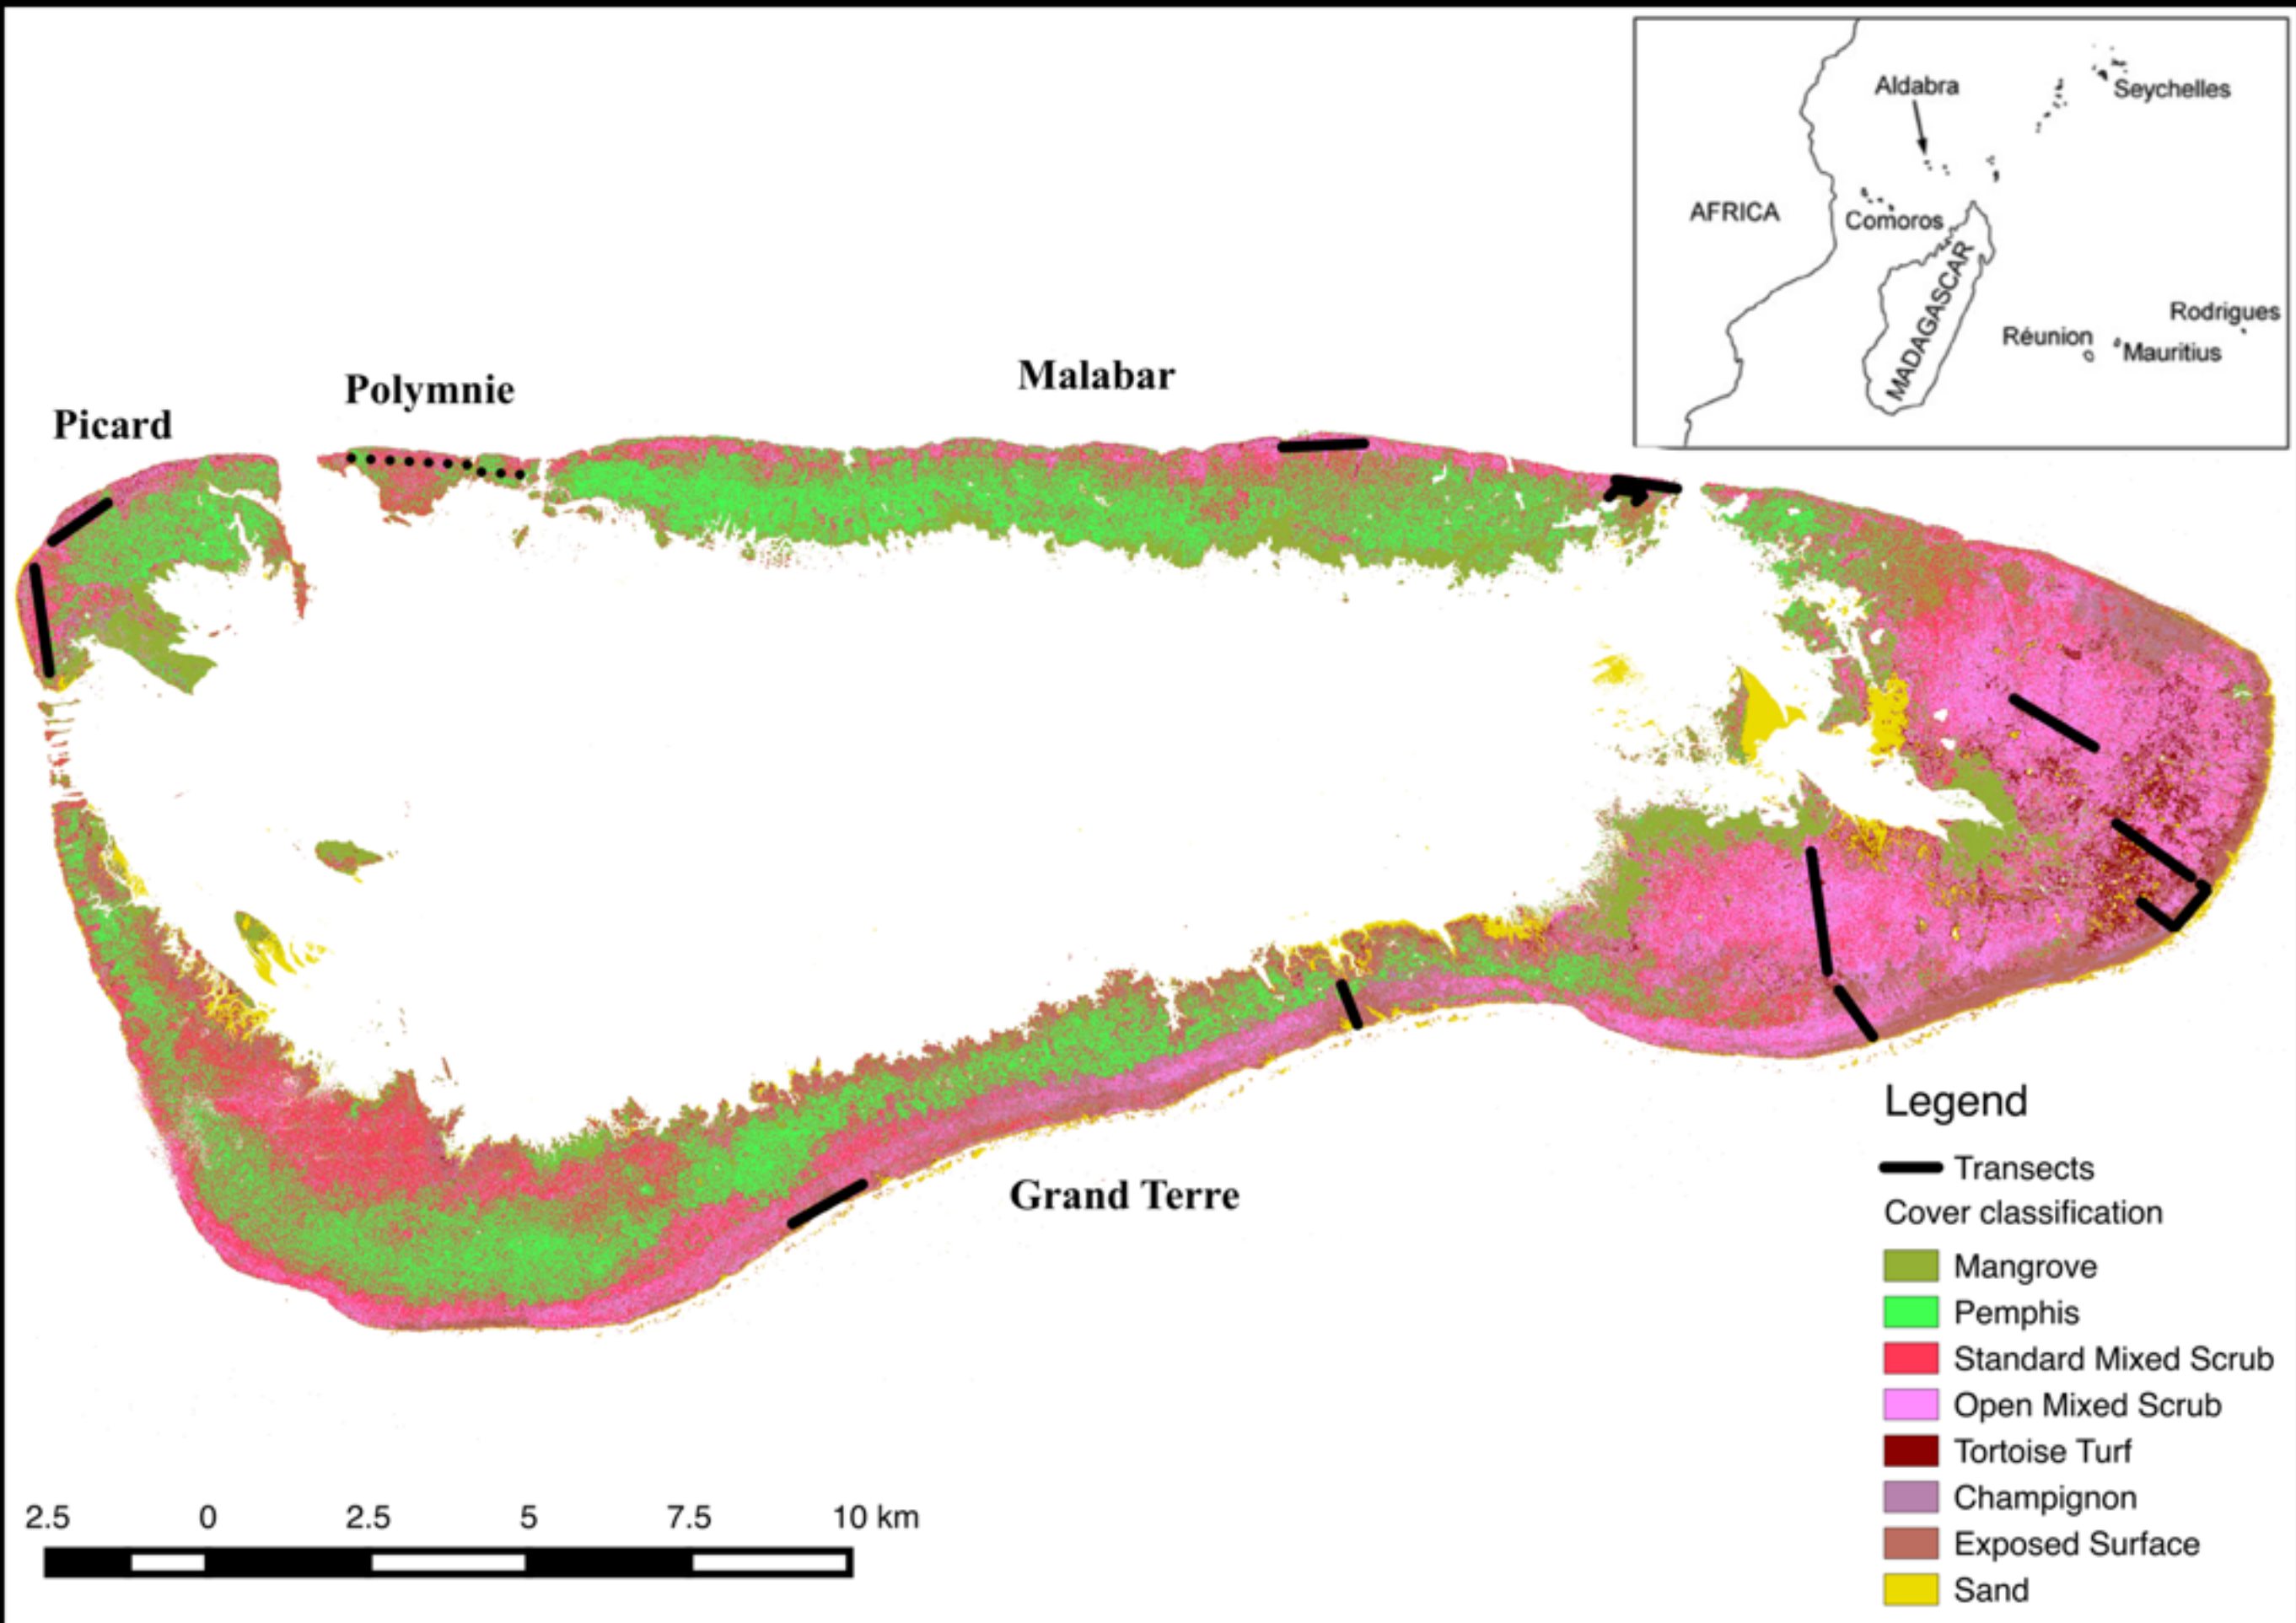 Aldabra
Seychelles
AFRICA
Comoros
MADAGASCAR
Rodrigues
Réunion
Mauritius
Malabar
Polymnie
Picard
Grand Terre
Legend
Transects
Cover classification
Mangrove
Pemphis
Standard Mixed Scrub
Open Mixed Scrub
Tortoise Turf
Champignon
Exposed Surface
Sand
2.5 0 2.5 5 7.5 10 km